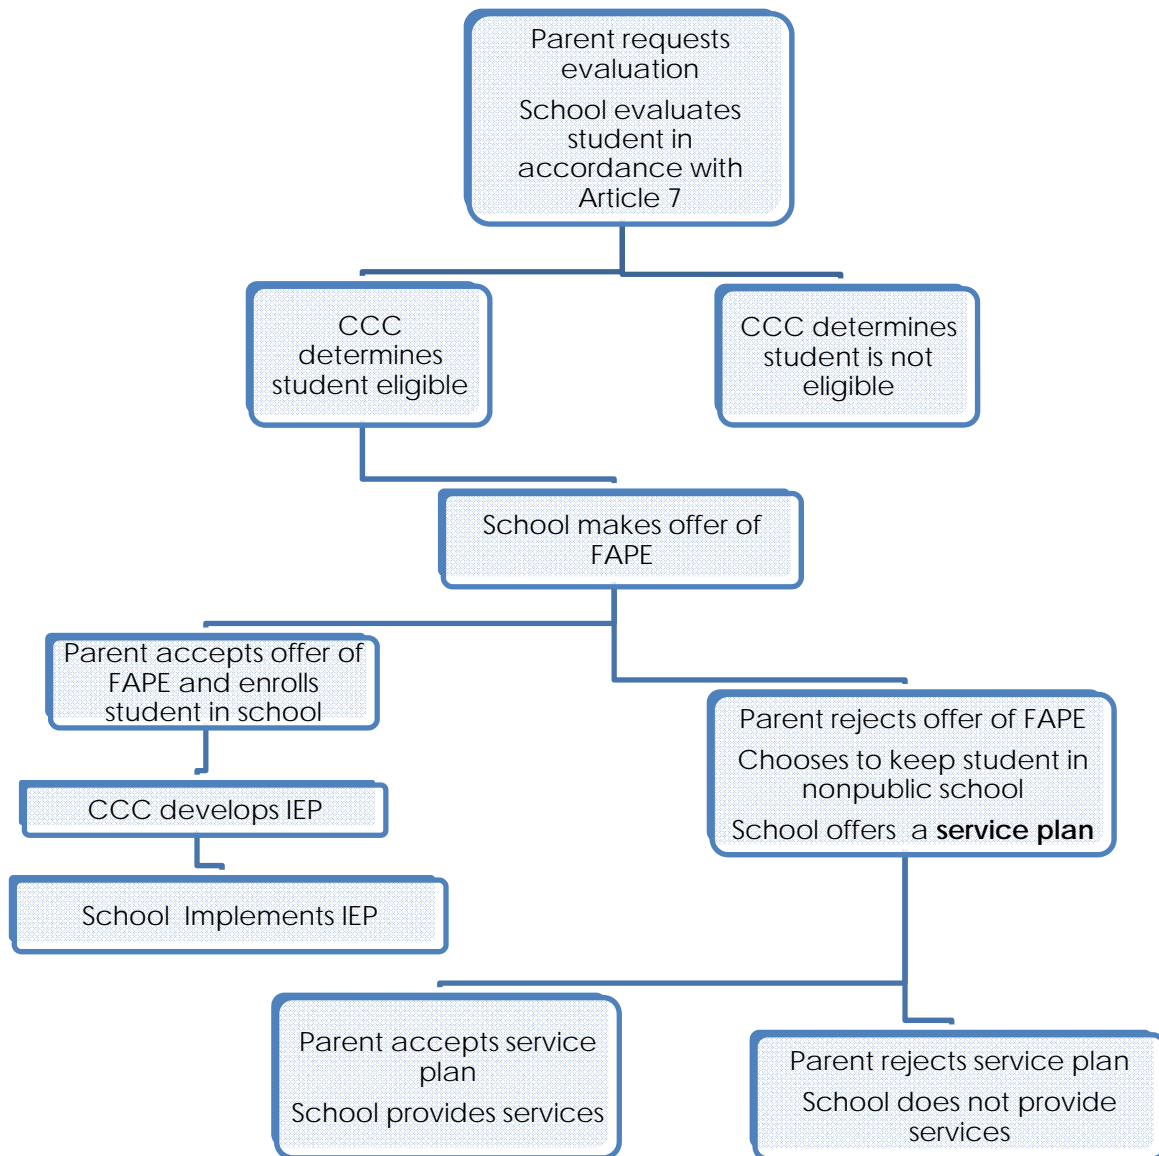 Parent requests
evaluation
School evaluates
student in
accordance with
Article 7
CCC
determines
student eligible
CCC determines
student is not
eligible
School makes offer of
FAPE
Parent accepts offer of
FAPE and enrolls
student in school
Parent rejects offer of FAPE
Chooses to keep student in
nonpublic school
School offers a service plan
CCC develops IEP
School Implements IEP
Parent accepts service
plan
School provides services
Parent rejects service plan
School does not provide
services